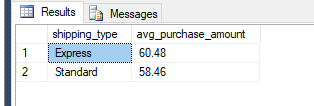 Results Messages
shipping_type avg_purchase_amount
1 Express 60.48
2 Standard 58.46